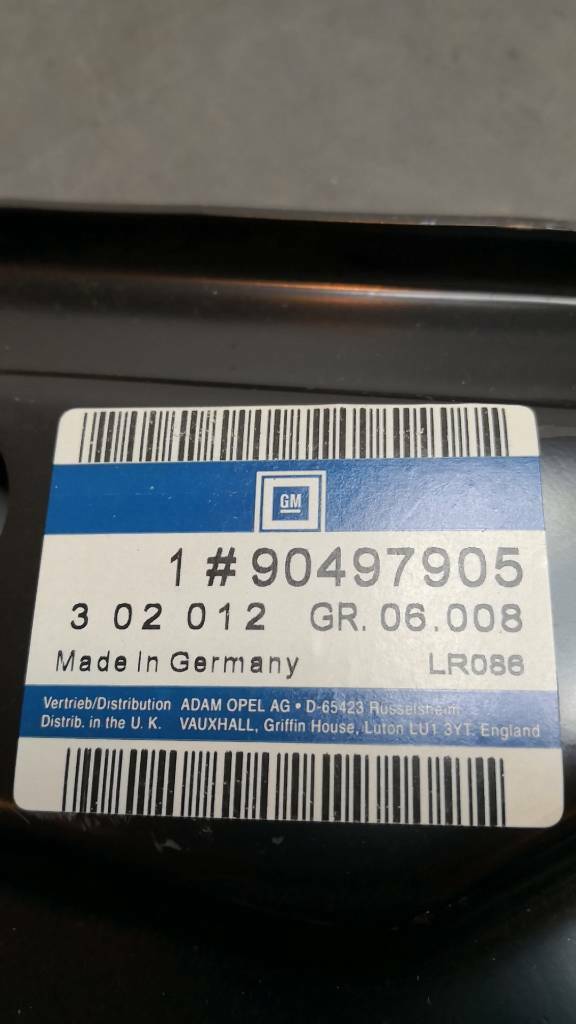 GM
1 # 90497905
3 02 012 GR. 06.008
Made In Germany LR086
Vertrieb/Distribution ADAM OPEL AG • D-65423 Rüsselsheim
Distrib. in the U. K. VAUXHALL, Griffin House, Luton LU1 3YT. England